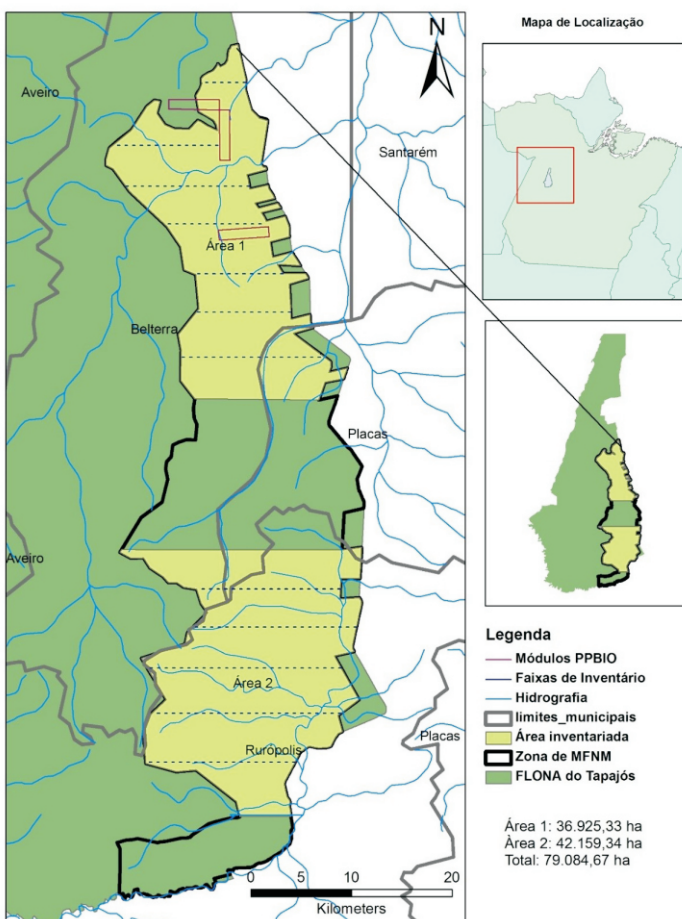 Mapa de Localização
N
Aveiro
Santarém
Área 1
Belterra
Placas
Aveiro
Área 2
Rurópolis
Placas
0 5 10 20
Kilometers
Legenda
Módulos PPBIO
Faixas de Inventário
Hidrografia
limites_municipais
Área inventariada
Zona de MFNM
FLONA do Tapajós
Área 1: 36.925,33 ha
Àrea 2: 42.159,34 ha
Total: 79.084,67 ha